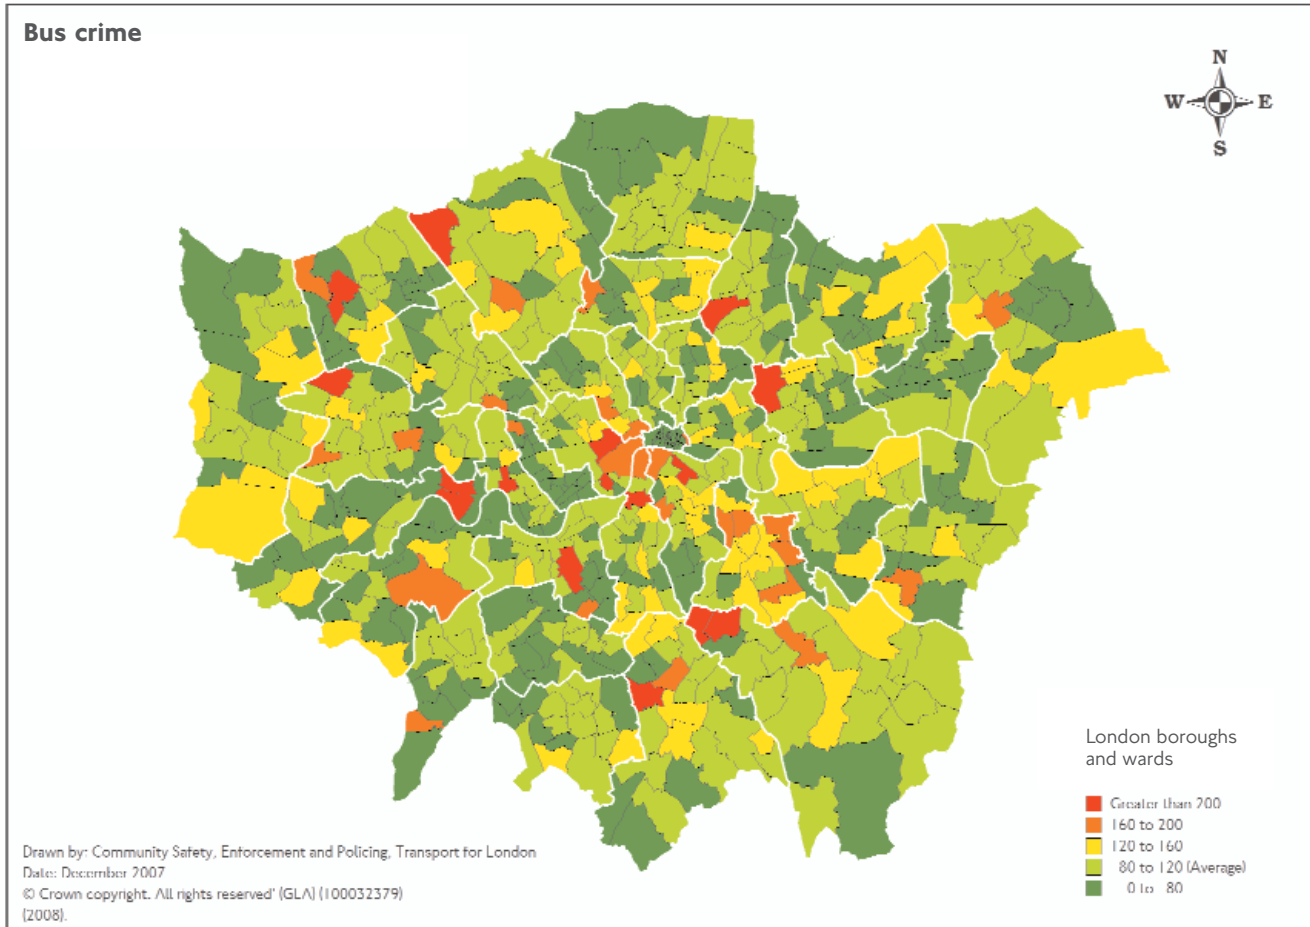 Bus crime
N
W E
S
London boroughs
and wards
Greater than 200
160 to 200
120 to 160
80 to 120 (Average)
0 to 80
Drawn by: Community Safety, Enforcement and Policing, Transport for London
Date: December 2007
© Crown copyright. All rights reserved' (GLA) (100032379)
(2008).